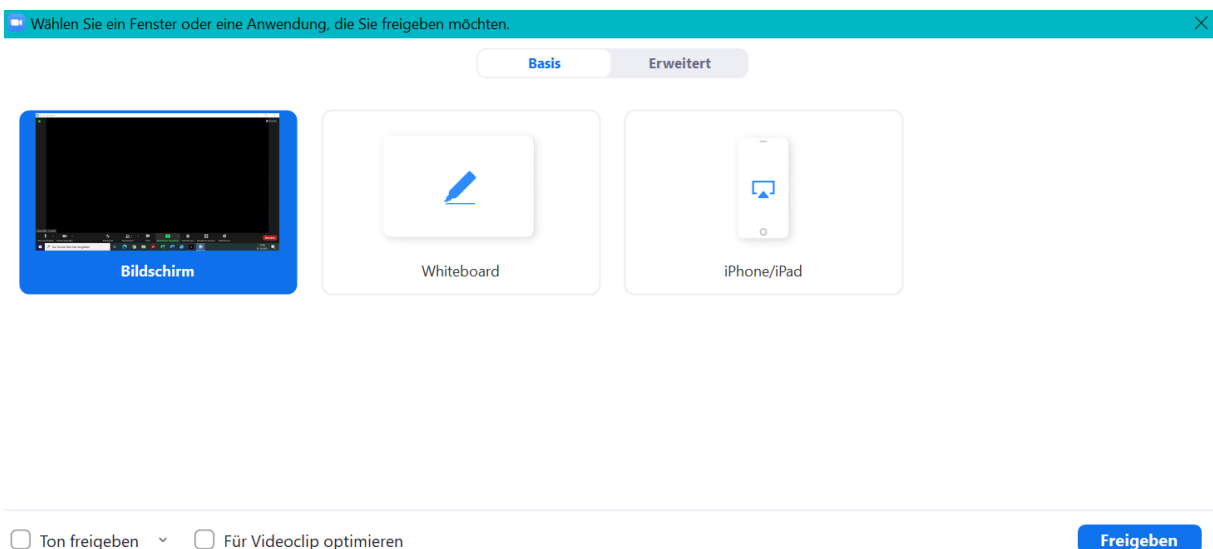 Wählen Sie ein Fenster oder eine Anwendung, die Sie freigeben möchten.
Basis
Erweitert
Bildschirm
Whiteboard
iPhone/iPad
Ton freigeben
Für Videoclip optimieren
Freigeben